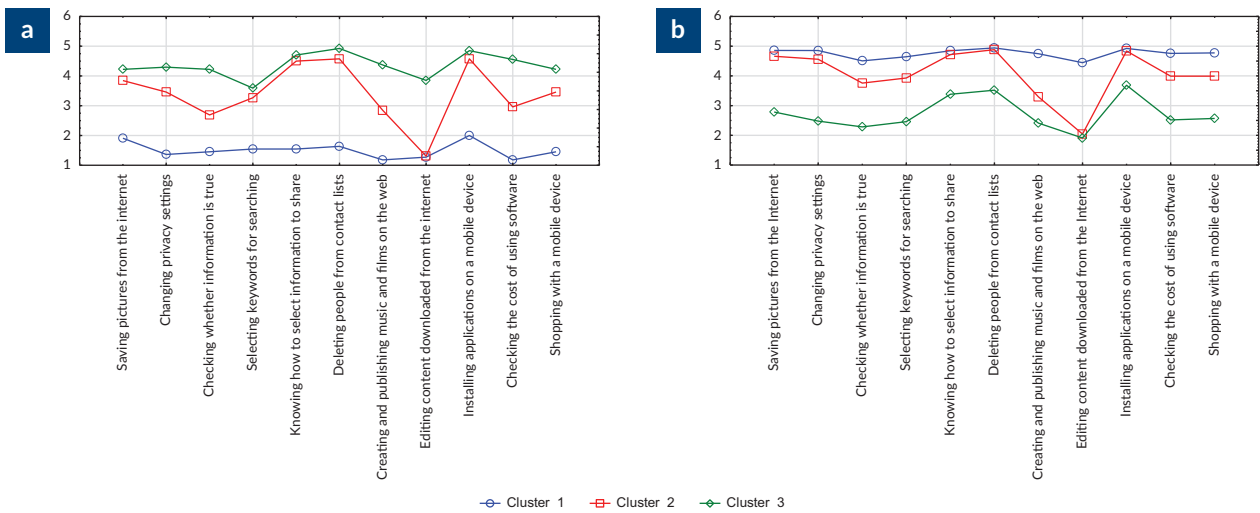 a
6
5
4
3
2
1
Saving pictures from the internet
Changing privacy settings
Checking whether information is true
Selecting keywords for searching
Knowing how to select information to share
Deleting people from contact lists
Creating and publishing music and films on the web
Editing content downloaded from the internet
Installing applications on a mobile device
Checking the cost of using software
Shopping with a mobile device
b
6
5
4
3
2
1
Saving pictures from the Internet
Changing privacy settings
Checking whether information is true
Selecting keywords for searching
Knowing how to select information to share
Deleting people from contact lists
Creating and publishing music and films on the web
Editing content downloaded from the Internet
Installing applications on a mobile device
Checking the cost of using software
Shopping with a mobile device
Cluster 1 Cluster 2 Cluster 3